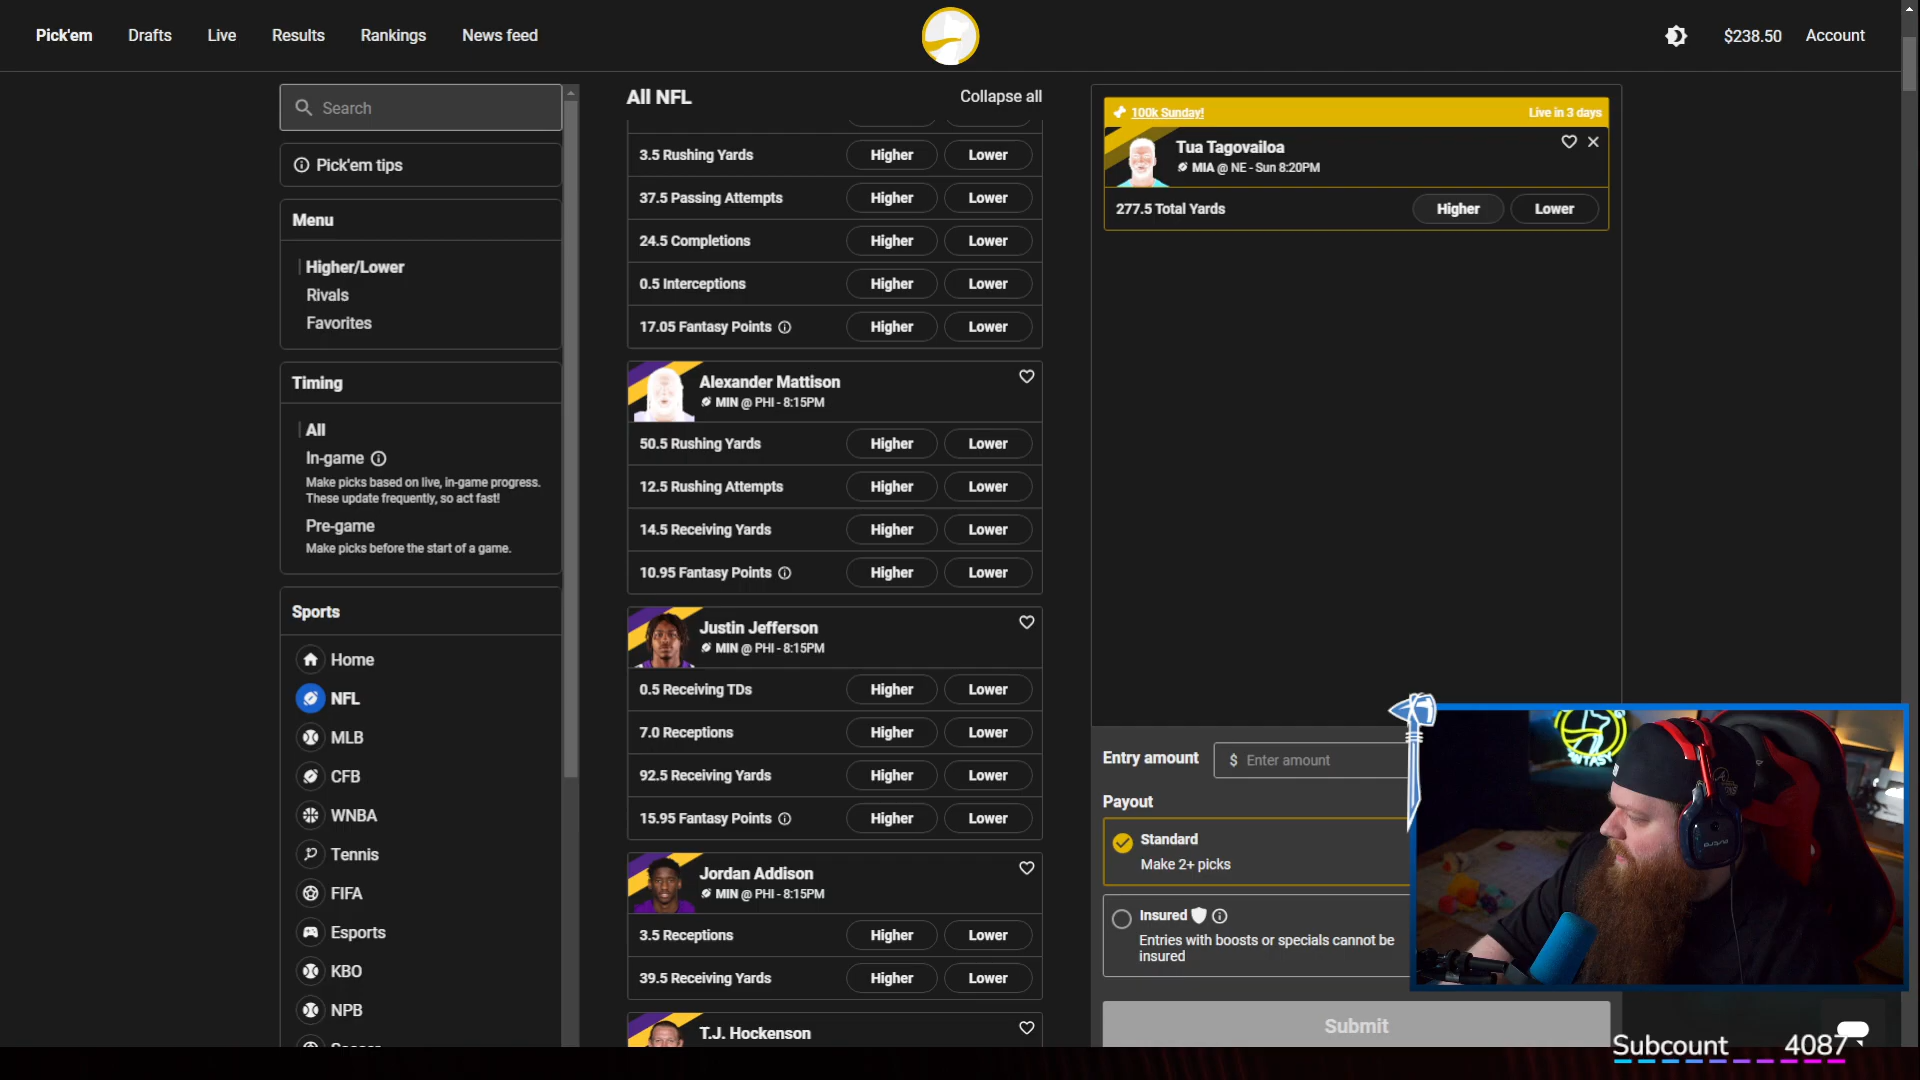 Pick'em
Drafts
Live
Results
Rankings
News feed
$238.50
Account
Search
Pick'em tips
Menu
Higher/Lower
Rivals
Favorites
Timing
All
In-game
Make picks based on live, in-game progress.
These update frequently, so act fast!
Pre-game
Make picks before the start of a game.
Sports
Home
NFL
MLB
CFB
WNBA
Tennis
FIFA
Esports
KBO
NPB
All NFL
Collapse all
3.5 Rushing Yards Higher Lower
37.5 Passing Attempts Higher Lower
24.5 Completions Higher Lower
0.5 Interceptions Higher Lower
17.05 Fantasy Points Higher Lower
Alexander Mattison
MIN @ PHI - 8:15PM
50.5 Rushing Yards Higher Lower
12.5 Rushing Attempts Higher Lower
14.5 Receiving Yards Higher Lower
10.95 Fantasy Points Higher Lower
Justin Jefferson
MIN @ PHI - 8:15PM
0.5 Receiving TDs Higher Lower
7.0 Receptions Higher Lower
92.5 Receiving Yards Higher Lower
15.95 Fantasy Points Higher Lower
Jordan Addison
MIN @ PHI - 8:15PM
3.5 Receptions Higher Lower
39.5 Receiving Yards Higher Lower
T.J. Hockenson
100k Sunday! Live in 3 days
Tua Tagovailoa
MIA @ NE - Sun 8:20PM
277.5 Total Yards Higher Lower
Entry amount $ Enter amount
Payout
Standard
Make 2+ picks
Insured
Entries with boosts or specials cannot be
insured
Submit
Subcount 4087